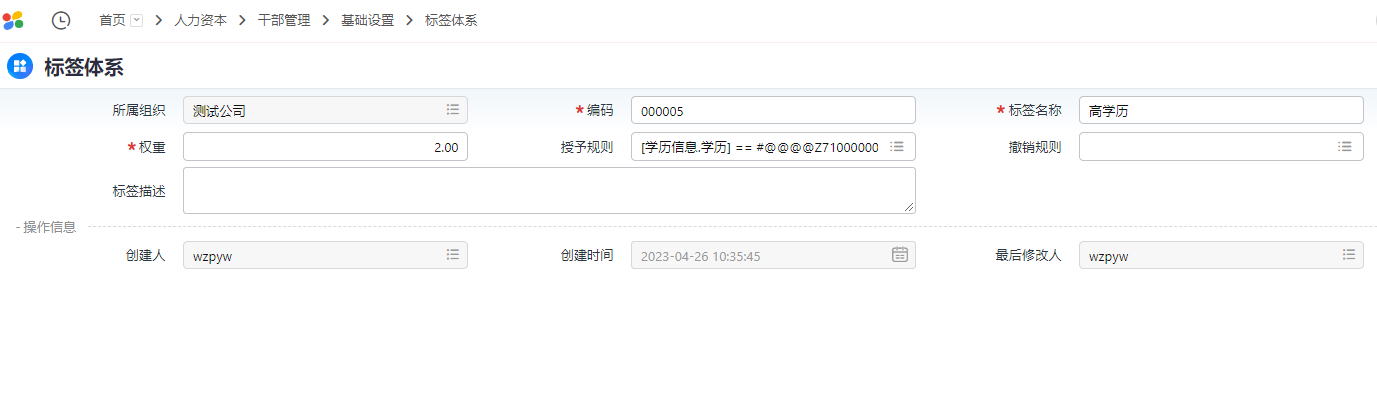 首页 人力资本 干部管理 基础设置 标签体系
标签体系
所属组织 测试公司 * 编码 000005 * 标签名称 高学历
* 权重 2.00 授予规则 [学历信息.学历] == #@@@@Z71000000 撤销规则
标签描述
- 操作信息
创建人 wzpyw 创建时间 2023-04-26 10:35:45 最后修改人 wzpyw